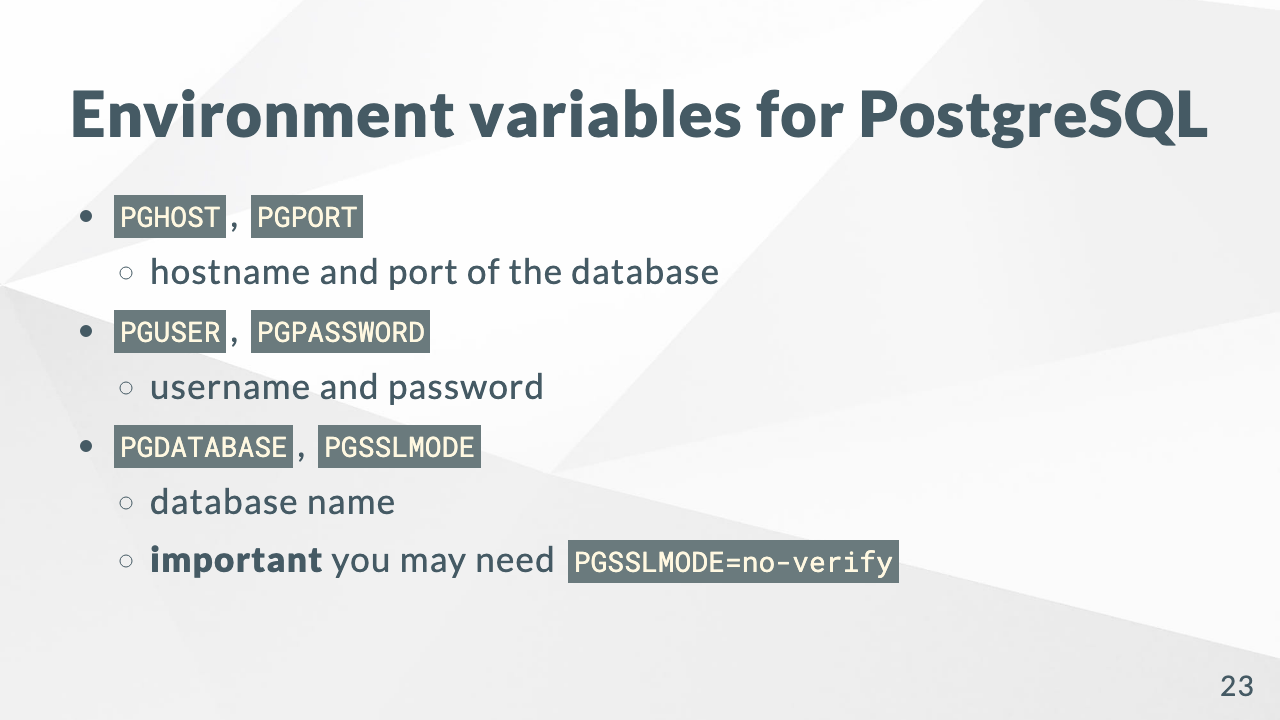 Environment variables for PostgreSQL
• PGHOST, PGPORT
○ hostname and port of the database
• PGUSER, PGPASSWORD
○ username and password
• PGDATABASE, PGSSLMODE
○ database name
○ important you may need PGSSLMODE=no-verify
23